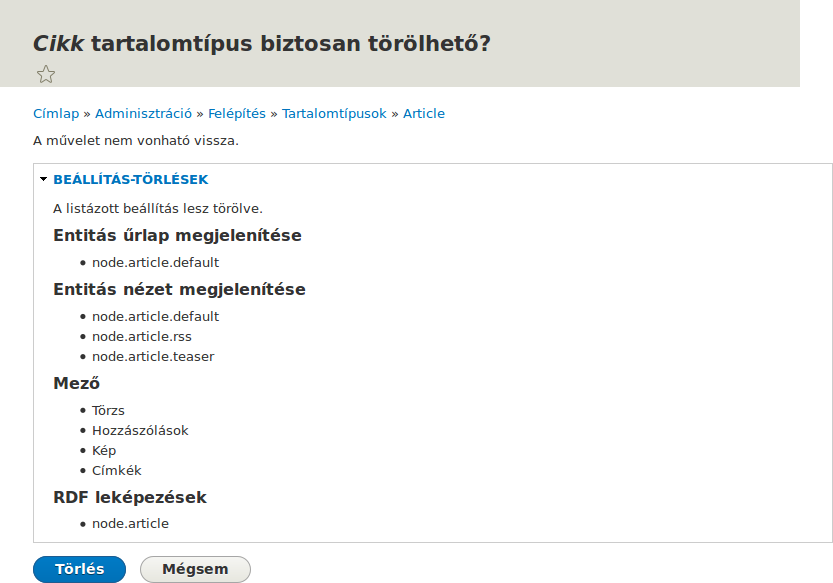 Cikk tartalomtípus biztosan törölhető?
Címlap » Adminisztráció » Felépítés » Tartalomtípusok » Article
A művelet nem vonható vissza.
BEÁLLÍTÁS-TÖRLÉSEK
A listázott beállítás lesz törölve.
Entitás űrlap megjelenítése
• node.article.default
Entitás nézet megjelenítése
• node.article.default
• node.article.rss
• node.article.teaser
Mező
• Törzs
• Hozzászólások
• Kép
• Címkék
RDF leképezések
• node.article
Törlés Mégsem